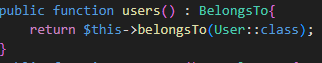 public function users() : BelongsTo{
return $this->belongsTo(User::class);
}